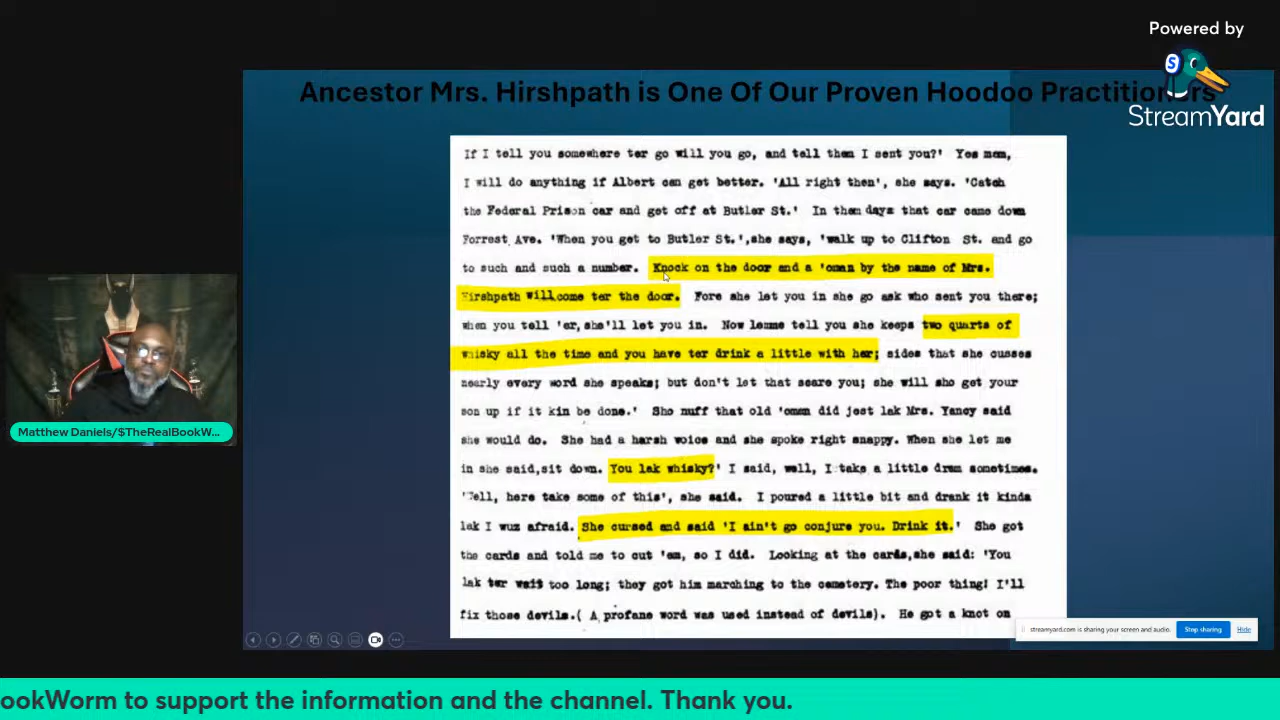 Powered by
StreamYard
Ancestor Mrs. Hirshpath is One Of Our Proven Hoodoo Practitioners
If I tell you somewhere ter go will you go, and tell them I sent you?' Yes mam,
I will do anything if Albert can get better. 'All right then', she says. 'Catch
the Federal Prison car and get off at Butler St.' In them days that car came down
Forrest Ave. 'When you get to Butler St.',she says, 'walk up to Clifton St. and go
to such and such a number. Knock on the door and a 'oman by the name of Mrs.
Hirshpath will come ter the door. Fore she let you in she go ask who sent you there;
when you tell 'er, she'll let you in. Now lemme tell you she keeps two quarts of
whisky all the time and you have ter drink a little with her; sides that she cusses
nearly every word she speaks; but don't let that scare you; she will sho get your
son up if it kin be done.' Sho nuff that old 'oman did jest lak Mrs. Yancy said
she would do. She had a harsh voice and she spoke right snappy. When she let me
in she said,sit down. You lak whisky?' I said, well, I take a little dram sometimes.
'Well, here take some of this', she said. I poured a little bit and drank it kinda
lak I wuz afraid. She cursed and said 'I ain't go conjure you. Drink it.' She got
the cards and told me to cut 'em, so I did. Looking at the cards,she said: 'You
lak ter wait too long; they got him marching to the cemetery. The poor thing! I'll
fix those devils.( A profane word was used instead of devils). He got a knot on
Matthew Daniels/$TheRealBookW...
streamyard.com is sharing your screen and audio.
Stop sharing
Hide
ookWorm to support the information and the channel. Thank you.